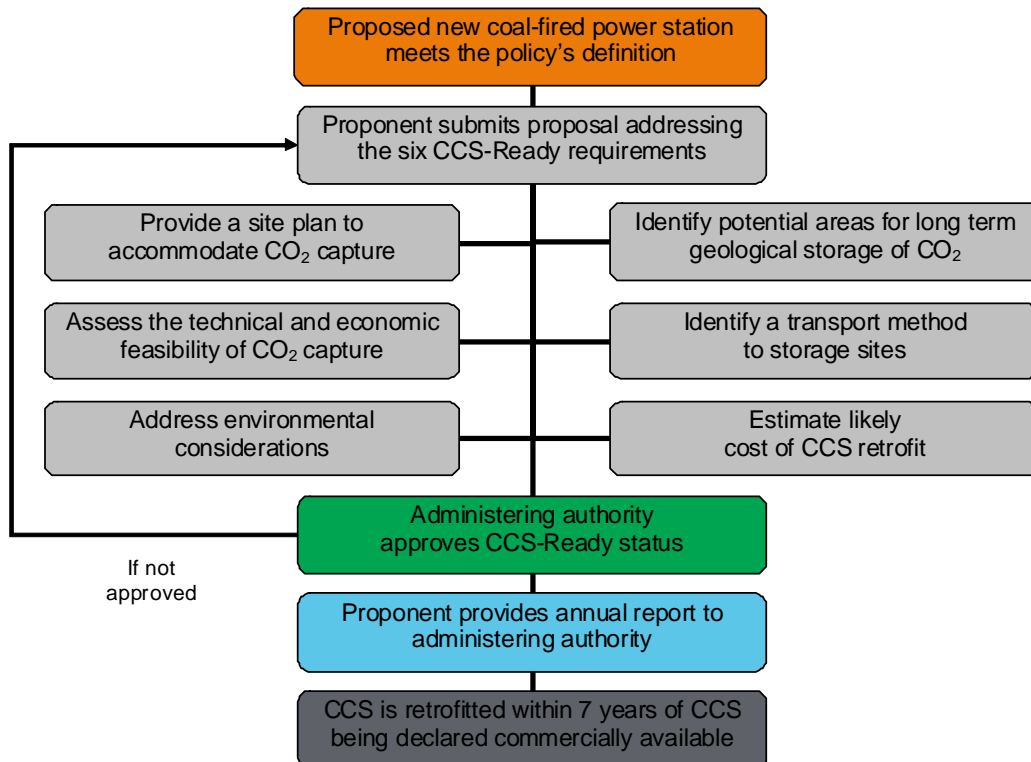 Proposed new coal-fired power station
meets the policy’s definition
Proponent submits proposal addressing
the six CCS-Ready requirements
Provide a site plan to
accommodate CO₂ capture
Identify potential areas for long term
geological storage of CO₂
Assess the technical and economic
feasibility of CO₂ capture
Identify a transport method
to storage sites
Address environmental
considerations
Estimate likely
cost of CCS retrofit
Administering authority
approves CCS-Ready status
If not
approved
Proponent provides annual report to
administering authority
CCS is retrofitted within 7 years of CCS
being declared commercially available